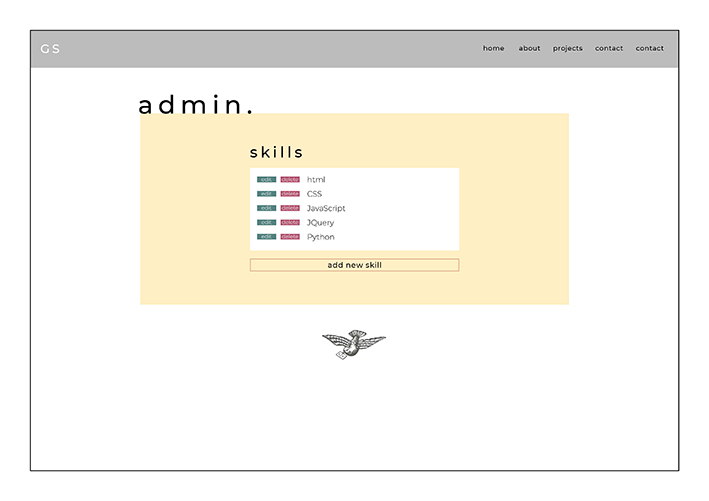 GS home about projects contact contact
admin.
skills
edit delete html
edit delete CSS
edit delete JavaScript
edit delete JQuery
edit delete Python
add new skill